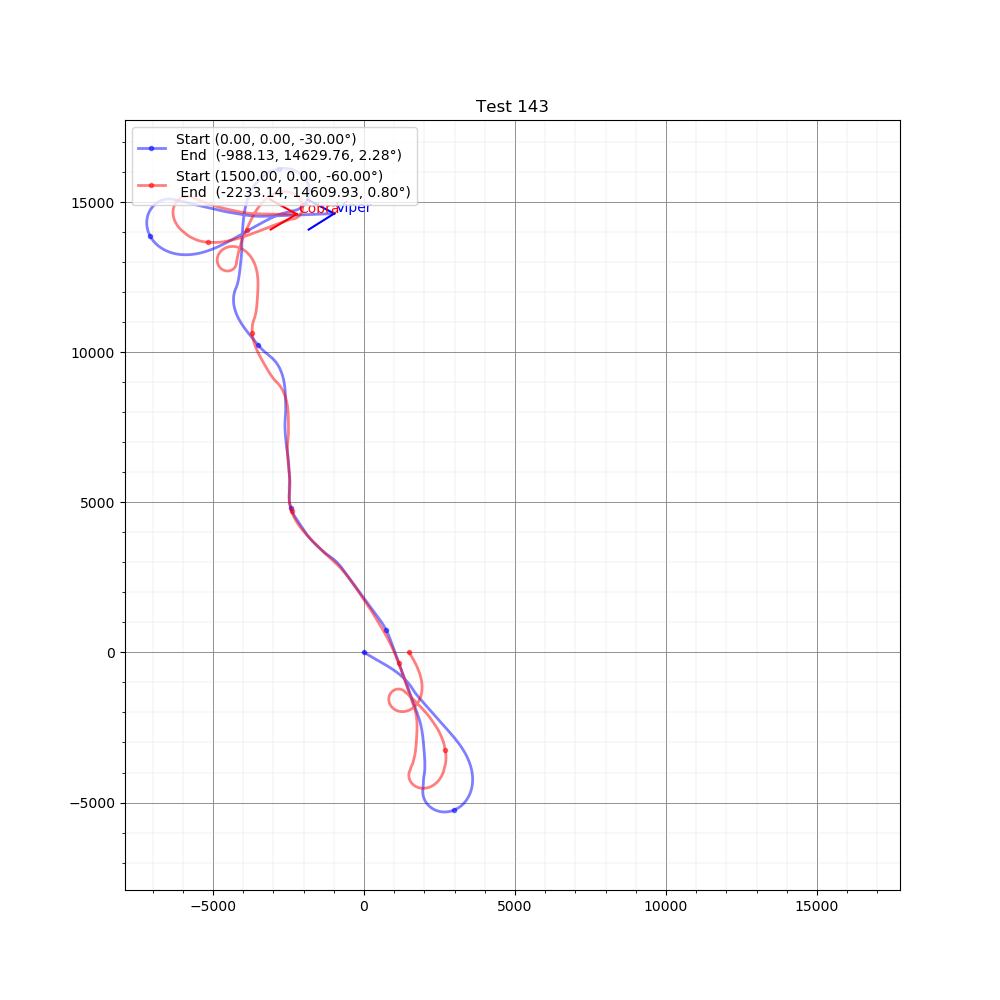 Test 143
Start (0.00, 0.00, -30.00°)
End (-988.13, 14629.76, 2.28°)
Start (1500.00, 0.00, -60.00°)
End (-2233.14, 14609.93, 0.80°)
Cobra
Viper
15000
10000
5000
0
−5000
−5000
0
5000
10000
15000